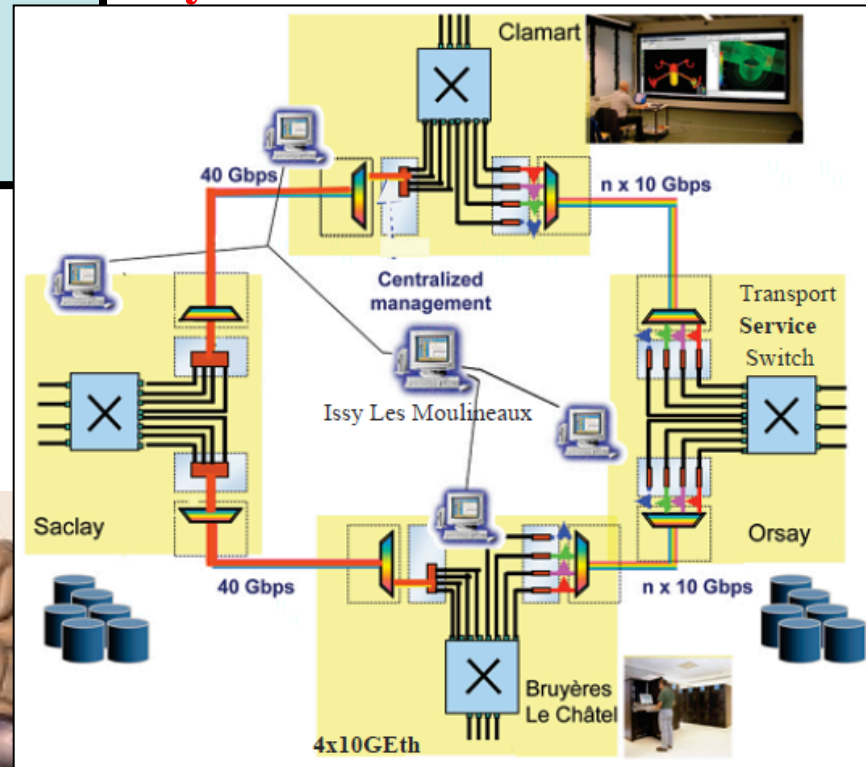 Clamart
40 Gbps
n x 10 Gbps
Centralized
management
Transport
Service
Switch
Issy Les Moulineaux
Saclay
Orsay
40 Gbps
n x 10 Gbps
Bruyères
Le Châtel
4x10GEth